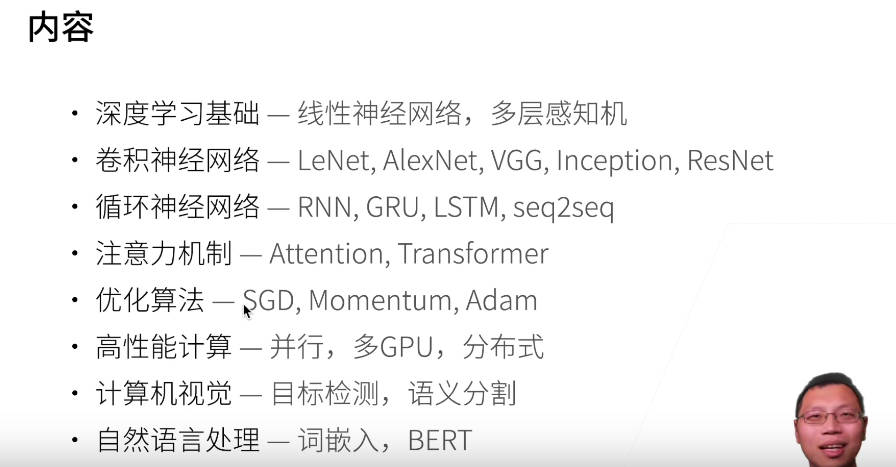 内容
• 深度学习基础 — 线性神经网络，多层感知机
• 卷积神经网络 — LeNet, AlexNet, VGG, Inception, ResNet
• 循环神经网络 — RNN, GRU, LSTM, seq2seq
• 注意力机制 — Attention, Transformer
• 优化算法 — SGD, Momentum, Adam
• 高性能计算 — 并行，多GPU，分布式
• 计算机视觉 — 目标检测，语义分割
• 自然语言处理 — 词嵌入，BERT